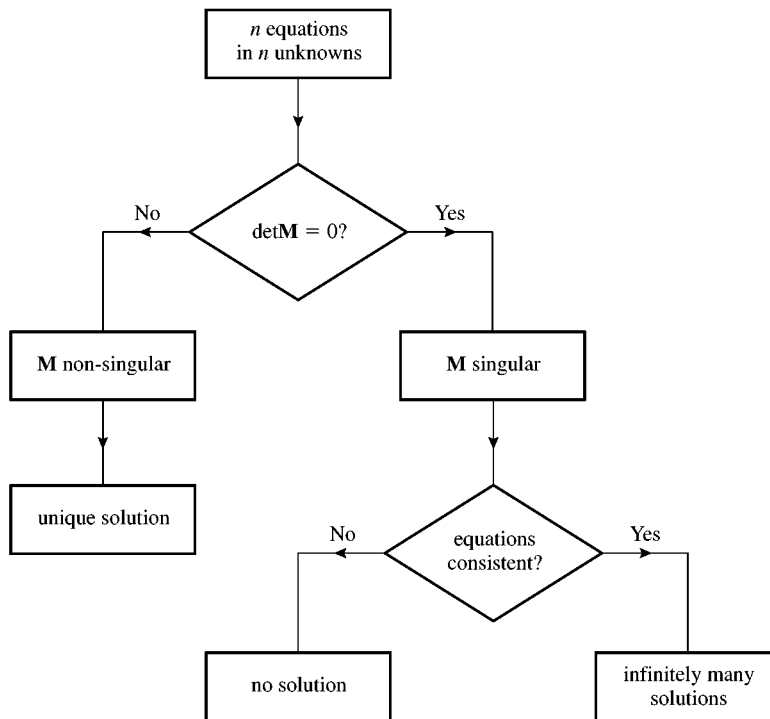 n equations
in n unknowns
No
Yes
detM = 0?
M non-singular
M singular
unique solution
No
Yes
equations
consistent?
no solution
infinitely many
solutions